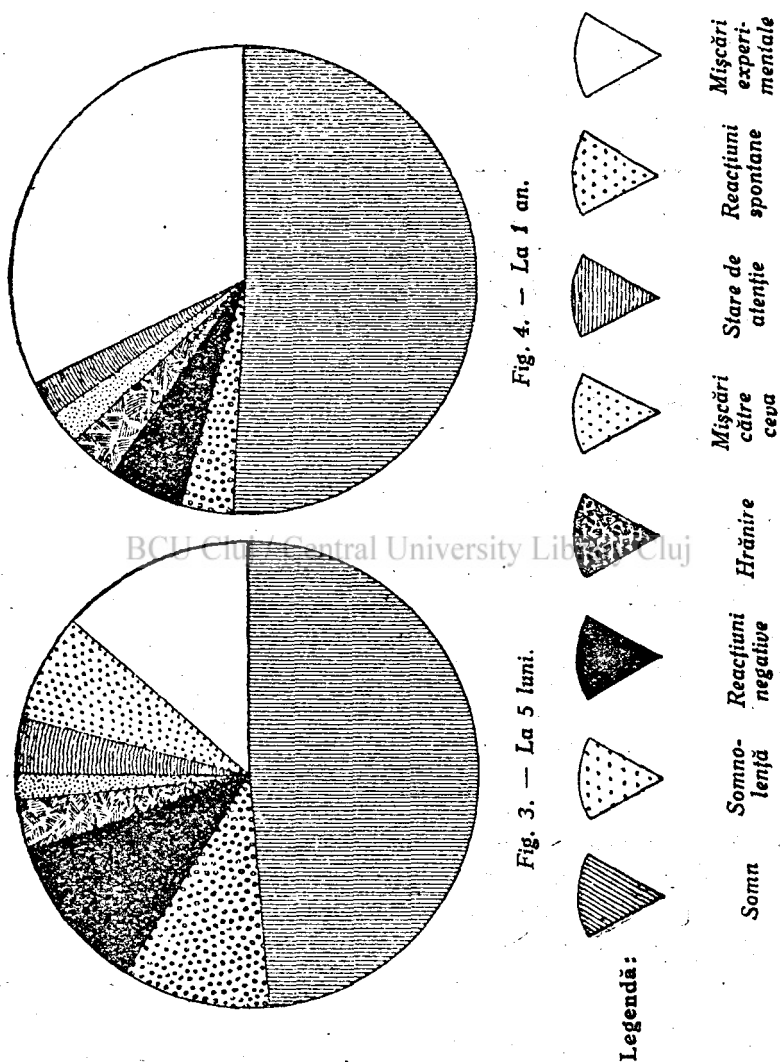 Fig. 3. — La 5 luni.
Fig. 4. — La 1 an.
Legendă:
Somn
Somno-
lență
Reacțiuni
negative
Hrănire
Mișcări
către
ceva
Stare de
atenție
Reacțiuni
spontane
Mișcări
experi-
mentale
BCU Cluj / Central University Library Cluj